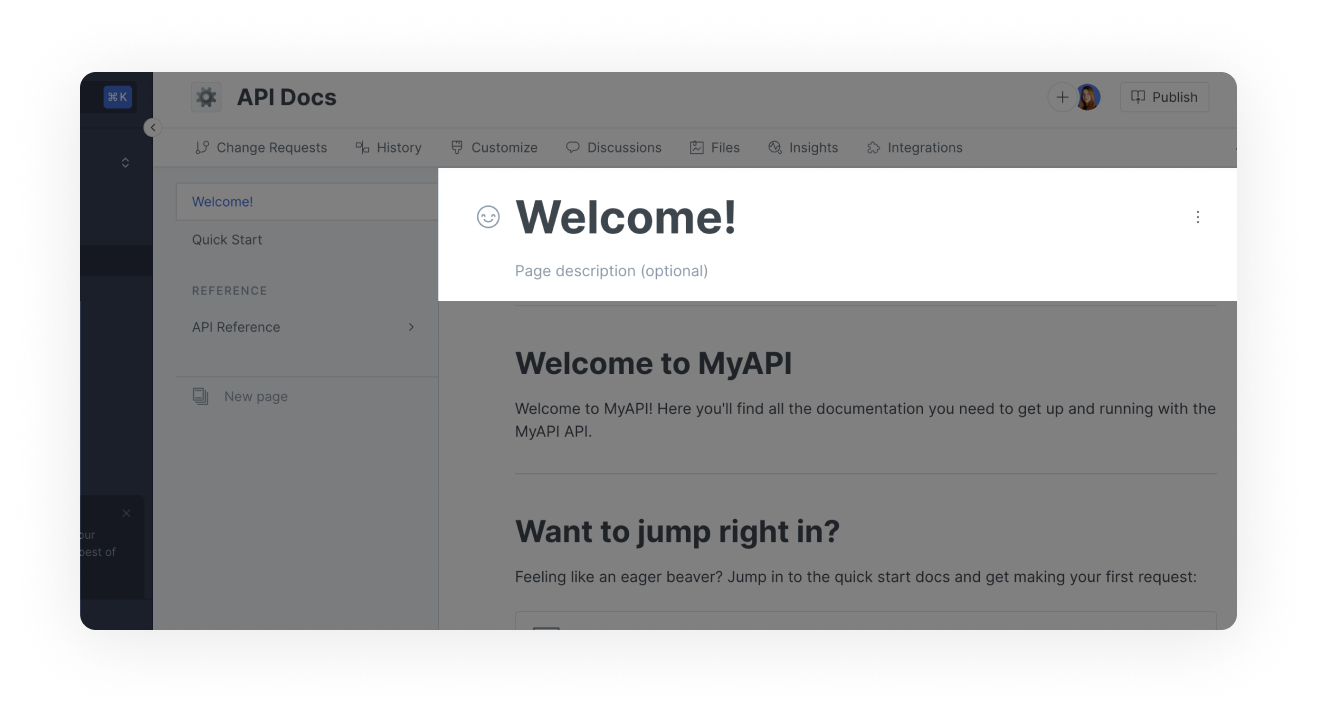 ⌘K
API Docs
Publish
Change Requests
History
Customize
Discussions
Files
Insights
Integrations
Welcome!
Quick Start
REFERENCE
API Reference
New page
best of
Welcome!
Page description (optional)
Welcome to MyAPI
Welcome to MyAPI! Here you'll find all the documentation you need to get up and running with the
MyAPI API.
Want to jump right in?
Feeling like an eager beaver? Jump in to the quick start docs and get making your first request: